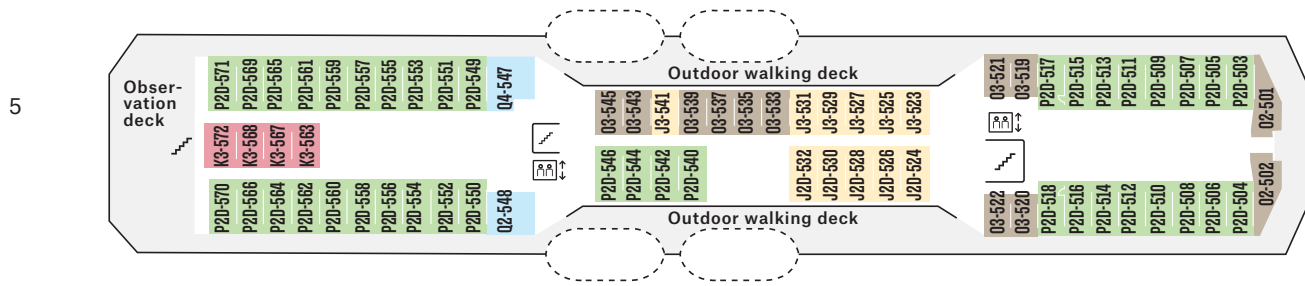 5
Obser-
vation
deck
P2D-571
P2D-569
P2D-565
P2D-561
P2D-559
P2D-557
P2D-555
P2D-553
P2D-551
P2D-549
Q4-547
K3-572
K3-568
K3-567
K3-563
P2D-570
P2D-566
P2D-564
P2D-562
P2D-560
P2D-558
P2D-556
P2D-554
P2D-552
P2D-550
Q2-548
Outdoor walking deck
O3-545
O3-543
J3-541
O3-539
O3-537
O3-535
O3-533
J3-531
J3-529
J3-527
J3-525
J3-523
P2D-546
P2D-544
P2D-542
P2D-540
J2D-532
J2D-530
J2D-528
J2D-526
J2D-524
Outdoor walking deck
O3-521
O3-519
P2D-517
P2D-515
P2D-513
P2D-511
P2D-509
P2D-507
P2D-505
P2D-503
O2-501
O3-522
O3-520
P2D-518
P2D-516
P2D-514
P2D-512
P2D-510
P2D-508
P2D-506
P2D-504
O2-502